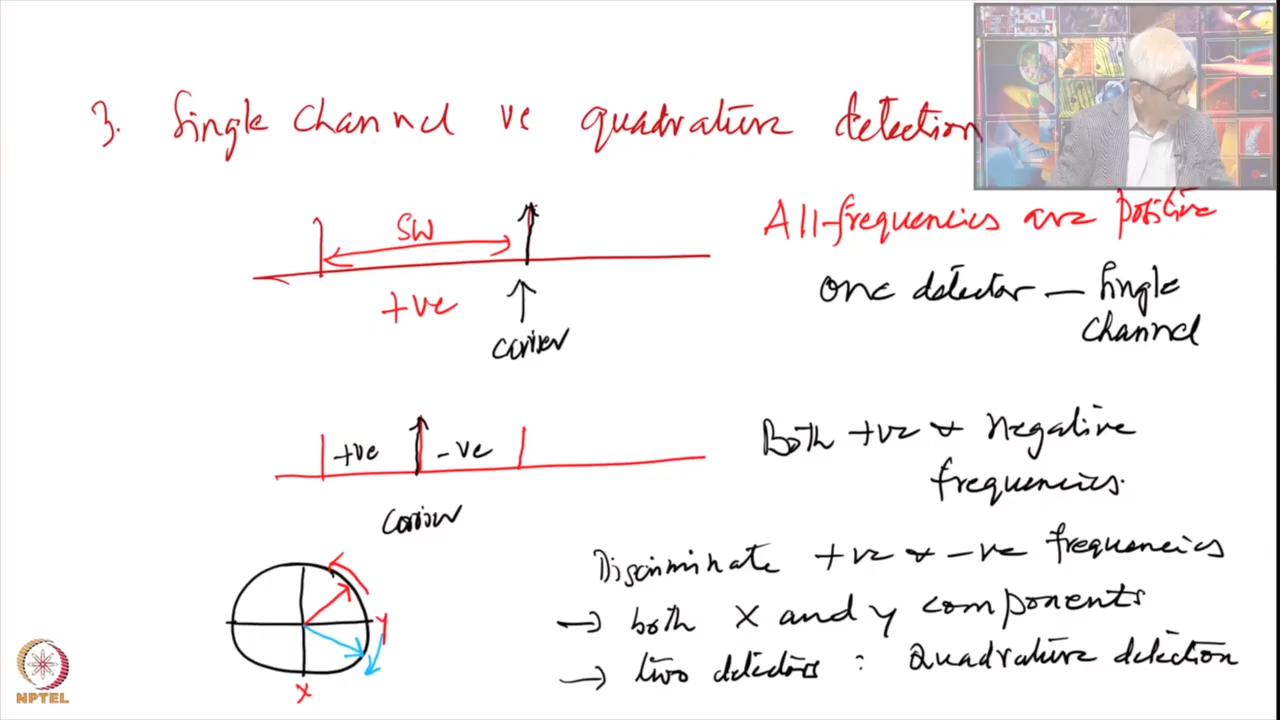 3. Single channel vs quadrature detection
SW
All-frequencies are positive
+ve
carrier
one detector — Single
channel
+ve -ve
carrier
Both +ve & negative
frequencies.
Discriminate +ve & -ve frequencies
→ both X and y components
→ two detectors : Quadrature detection
y
x
NPTEL